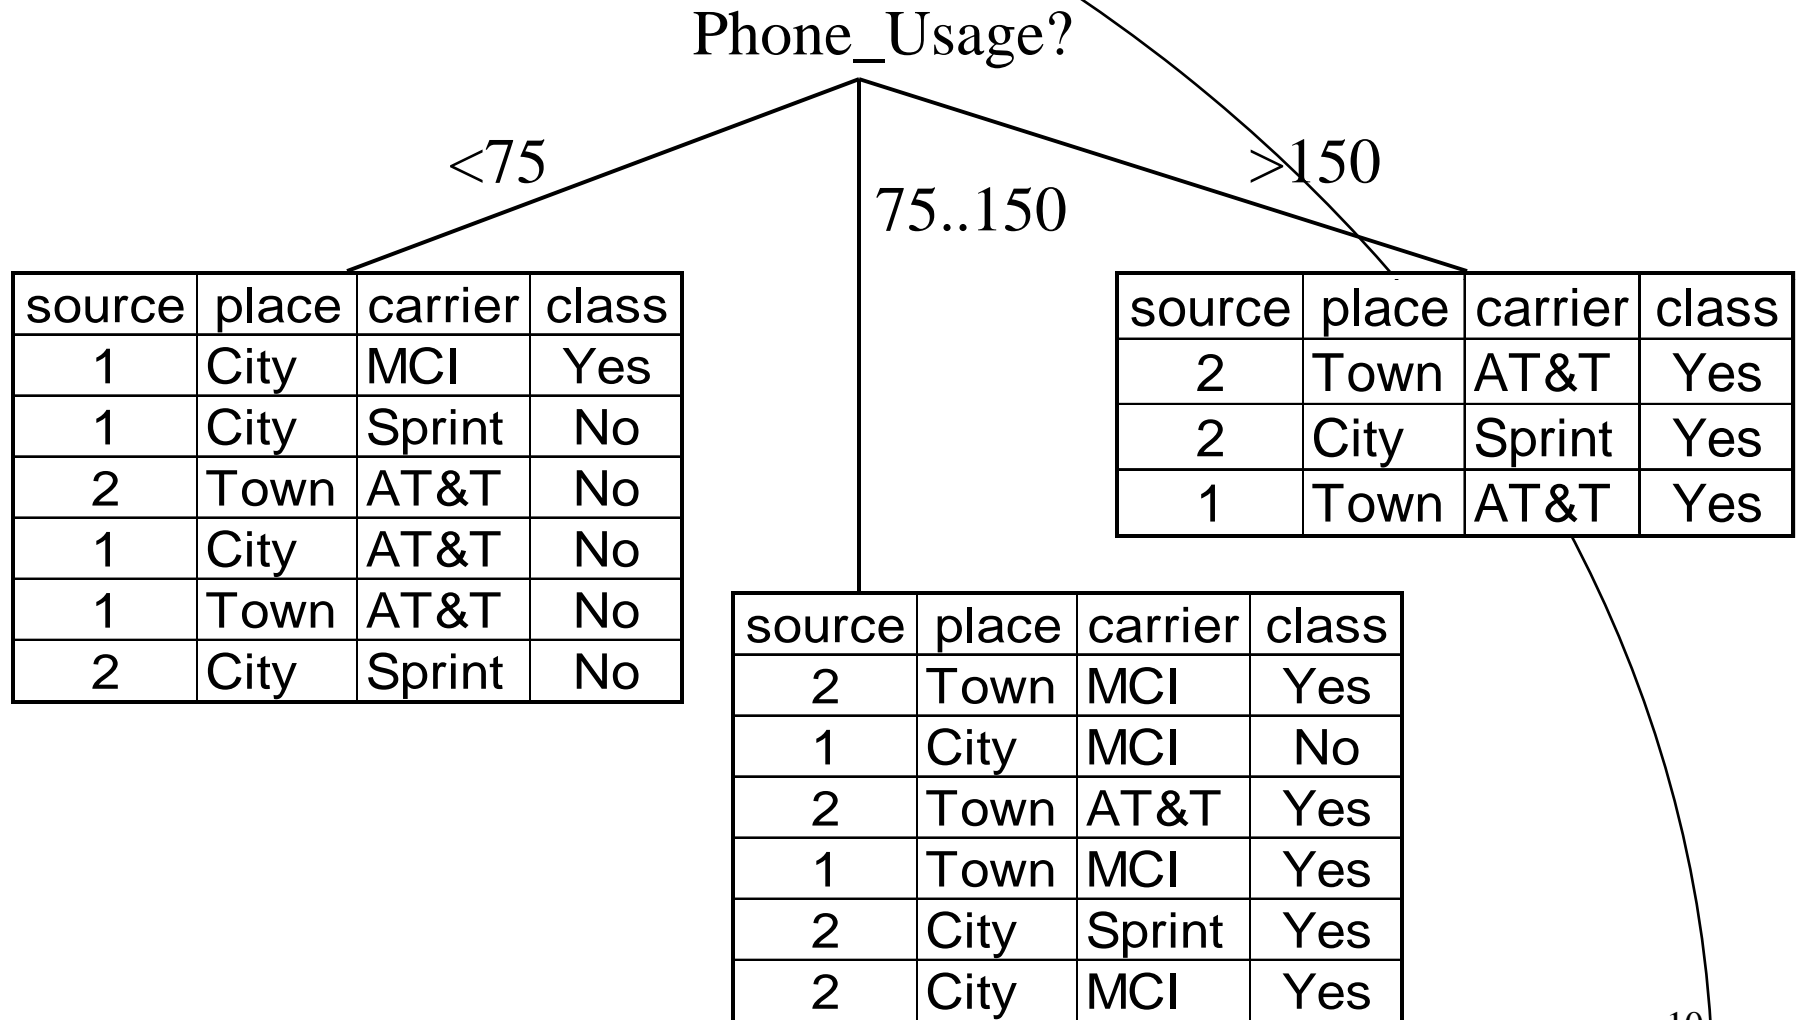 Phone_Usage?
<75
75..150
>150
source place carrier class
1 City MCI Yes
1 City Sprint No
2 Town AT&T No
1 City AT&T No
1 Town AT&T No
2 City Sprint No
source place carrier class
2 Town AT&T Yes
2 City Sprint Yes
1 Town AT&T Yes
source place carrier class
2 Town MCI Yes
1 City MCI No
2 Town AT&T Yes
1 Town MCI Yes
2 City Sprint Yes
2 City MCI Yes
10